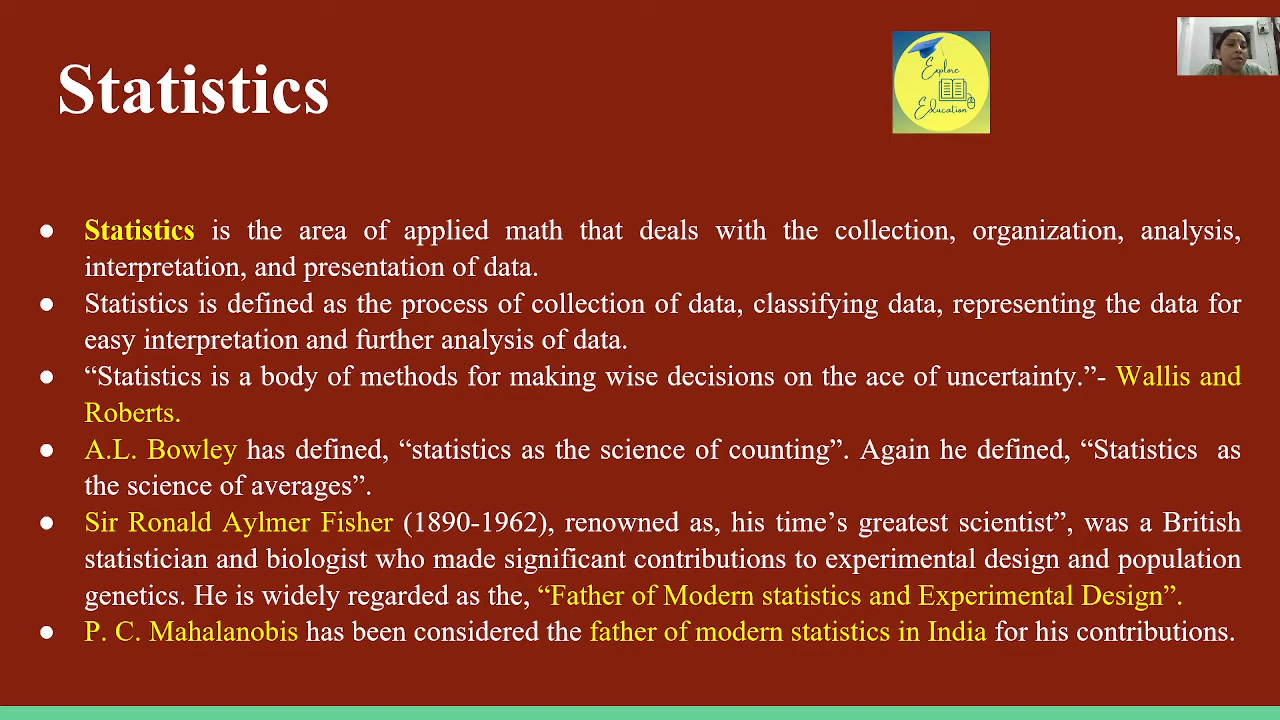 Statistics
Explore
Education
● Statistics is the area of applied math that deals with the collection, organization, analysis,
interpretation, and presentation of data.
● Statistics is defined as the process of collection of data, classifying data, representing the data for
easy interpretation and further analysis of data.
● “Statistics is a body of methods for making wise decisions on the ace of uncertainty.”- Wallis and
Roberts.
● A.L. Bowley has defined, “statistics as the science of counting”. Again he defined, “Statistics as
the science of averages”.
● Sir Ronald Aylmer Fisher (1890-1962), renowned as, his time’s greatest scientist”, was a British
statistician and biologist who made significant contributions to experimental design and population
genetics. He is widely regarded as the, “Father of Modern statistics and Experimental Design”.
● P. C. Mahalanobis has been considered the father of modern statistics in India for his contributions.